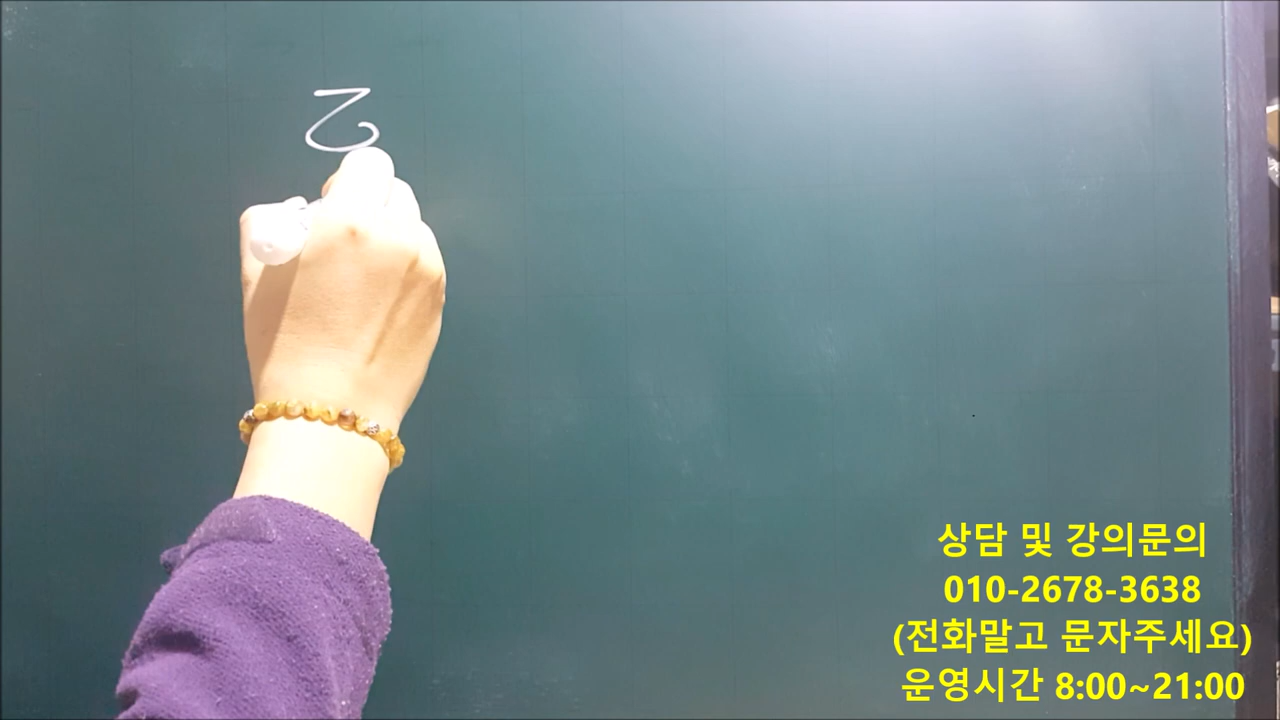 乙
상담 및 강의문의
010-2678-3638
(전화말고 문자주세요)
운영시간 8:00~21:00